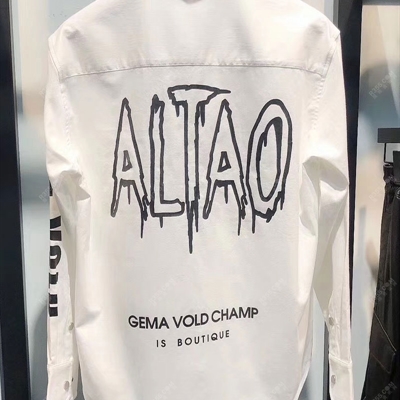 ALTAO
GEMA VOLD CHAMP
IS BOUTIQUE